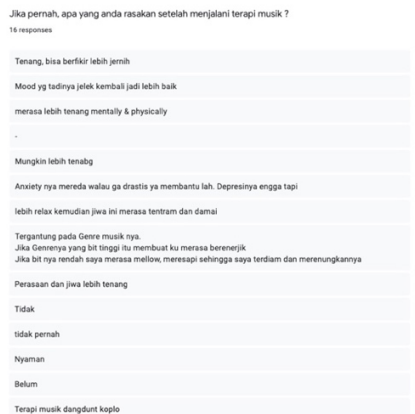 Jika pernah, apa yang anda rasakan setelah menjalani terapi musik ?
16 responses
Tenang, bisa berfikir lebih jernih
Mood yg tadinya jelek kembali jadi lebih baik
merasa lebih tenang mentally & physically
-
Mungkin lebih tenabg
Anxiety nya mereda walau ga drastis ya membantu lah. Depresinya engga tapi
lebih relax kemudian jiwa ini merasa tentram dan damai
Tergantung pada Genre musik nya.
Jika Genrenya yang bit tinggi itu membuat ku merasa berenerjik
Jika bit nya rendah saya merasa mellow, meresapi sehingga saya terdiam dan merenungkannya
Perasaan dan jiwa lebih tenang
Tidak
tidak pernah
Nyaman
Belum
Terapi musik dangdunt koplo